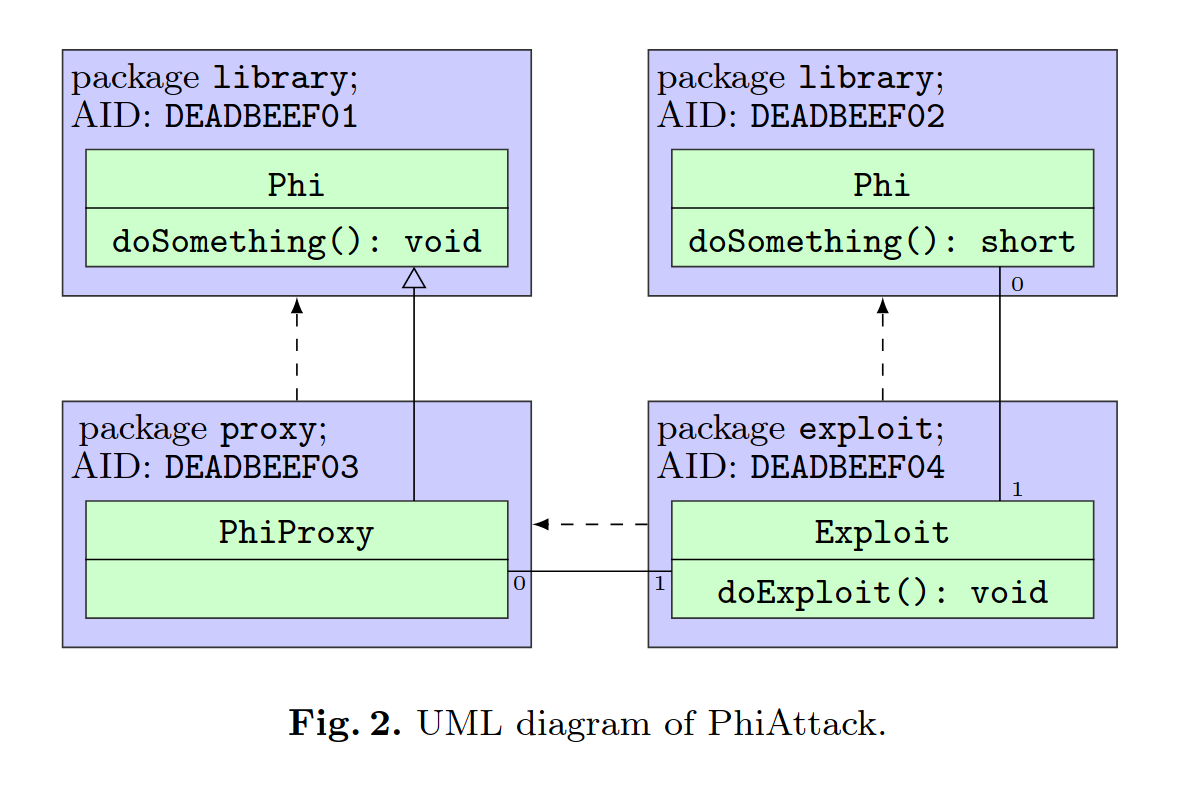 package library;
AID: DEADBEEF01
Phi
doSomething(): void
package library;
AID: DEADBEEF02
Phi
doSomething(): short
0
package proxy;
AID: DEADBEEF03
PhiProxy
0
package exploit;
AID: DEADBEEF04
1
Exploit
1
doExploit(): void
Fig. 2. UML diagram of PhiAttack.